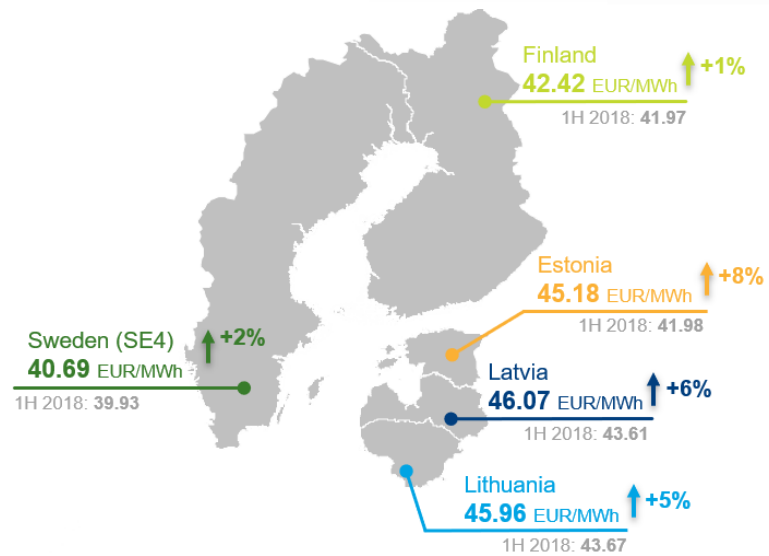 Finland
42.42 EUR/MWh
+1%
1H 2018: 41.97
Estonia
45.18 EUR/MWh
+8%
1H 2018: 41.98
Sweden (SE4)
40.69 EUR/MWh
+2%
1H 2018: 39.93
Latvia
46.07 EUR/MWh
+6%
1H 2018: 43.61
Lithuania
45.96 EUR/MWh
+5%
1H 2018: 43.67